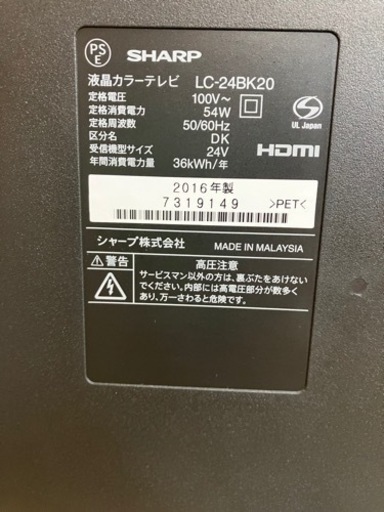 PS
E
SHARP
液晶カラーテレビ LC-24BK20
定格電圧 100V～
定格消費電力 54W
定格周波数 50/60Hz
区分名 DK
受信機型サイズ 24V
年間消費電力量 36kWh/年
UL Japan
HDMI
2016年製
7319149 >PET<
シャープ株式会社 MADE IN MALAYSIA
警告 高圧注意
サービスマン以外の方は、裏ぶたをあけない
でください。内部には高電圧部分が数多く
あり、万一さわると危険です。